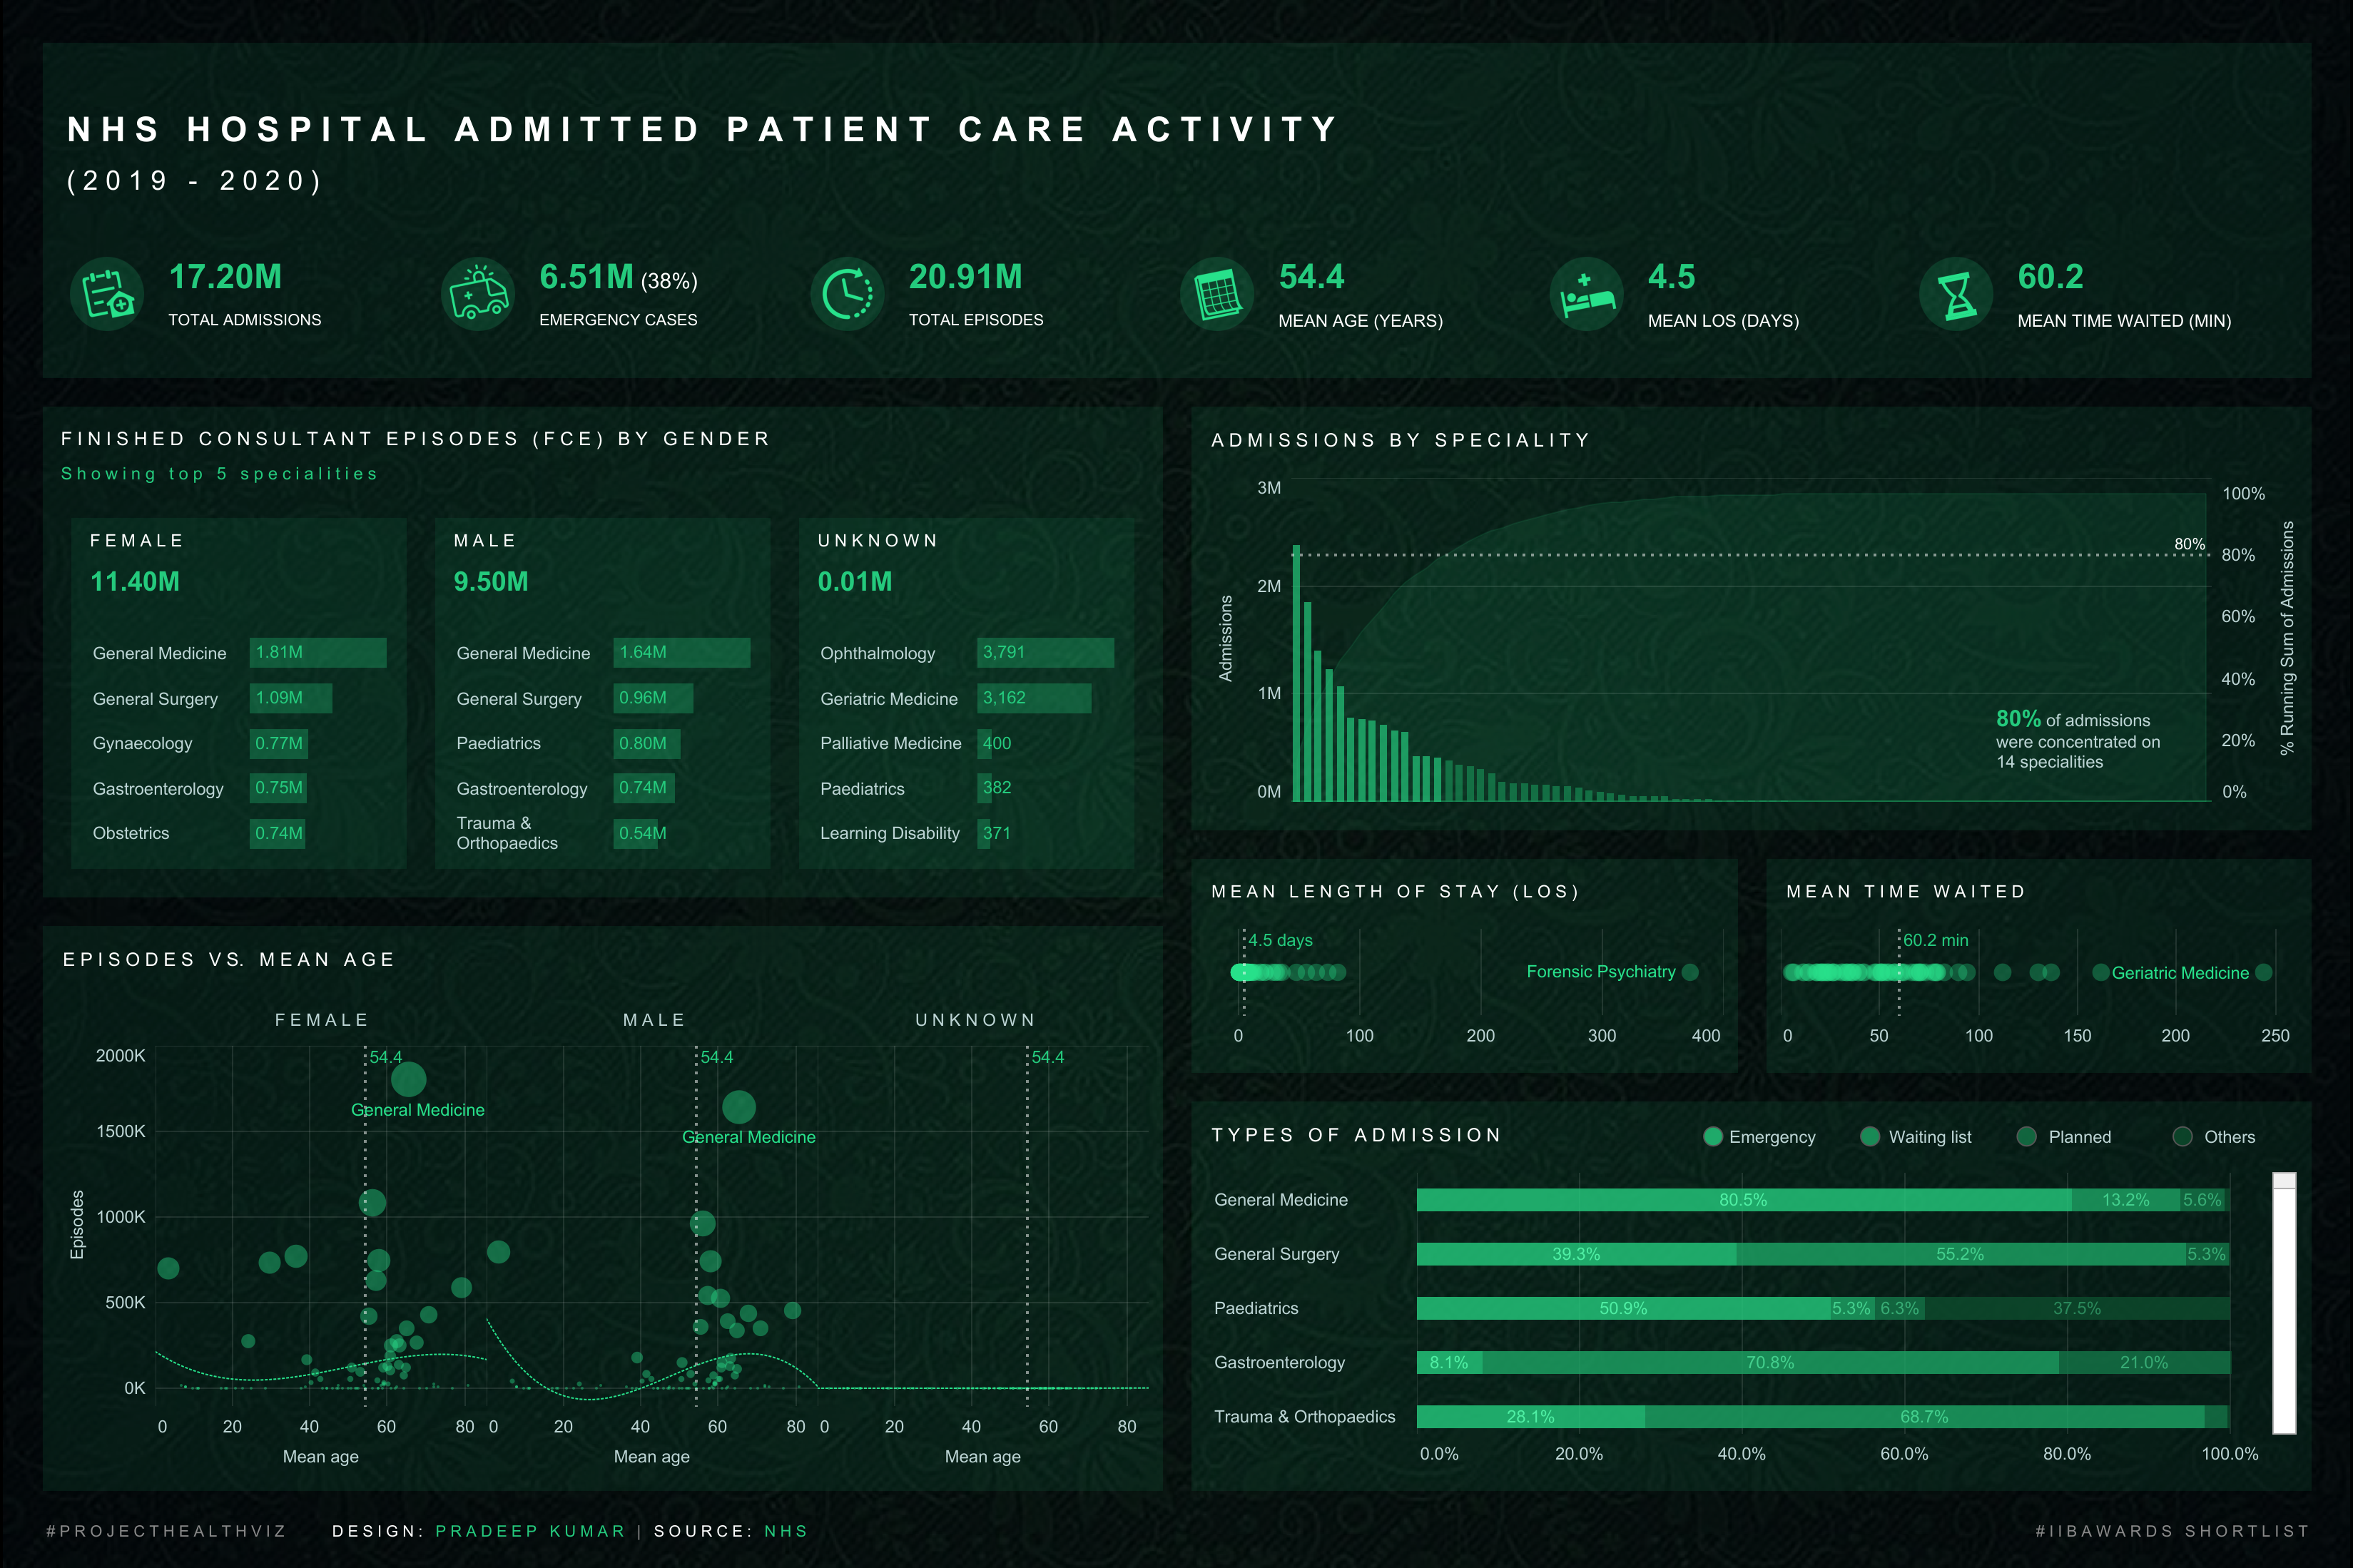 NHS HOSPITAL ADMITTED PATIENT CARE ACTIVITY
(2019 - 2020)
17.20M
TOTAL ADMISSIONS
6.51M (38%)
EMERGENCY CASES
20.91M
TOTAL EPISODES
54.4
MEAN AGE (YEARS)
4.5
MEAN LOS (DAYS)
60.2
MEAN TIME WAITED (MIN)
FINISHED CONSULTANT EPISODES (FCE) BY GENDER
Showing top 5 specialities
FEMALE
11.40M
General Medicine 1.81M
General Surgery 1.09M
Gynaecology 0.77M
Gastroenterology 0.75M
Obstetrics 0.74M
MALE
9.50M
General Medicine 1.64M
General Surgery 0.96M
Paediatrics 0.80M
Gastroenterology 0.74M
Trauma &
Orthopaedics 0.54M
UNKNOWN
0.01M
Ophthalmology 3,791
Geriatric Medicine 3,162
Palliative Medicine 400
Paediatrics 382
Learning Disability 371
ADMISSIONS BY SPECIALITY
Admissions
3M
2M
1M
0M
80%
100%
80%
60%
40%
20%
0%
% Running Sum of Admissions
80% of admissions
were concentrated on
14 specialities
MEAN LENGTH OF STAY (LOS)
4.5 days
Forensic Psychiatry
0 100 200 300 400
MEAN TIME WAITED
60.2 min
Geriatric Medicine
0 50 100 150 200 250
EPISODES VS. MEAN AGE
FEMALE MALE UNKNOWN
Episodes
2000K
1500K
1000K
500K
0K
54.4 54.4 54.4
General Medicine
General Medicine
0 20 40 60 80 0 20 40 60 80 0 20 40 60 80
Mean age Mean age Mean age
TYPES OF ADMISSION
Emergency Waiting list Planned Others
General Medicine 80.5% 13.2% 5.6%
General Surgery 39.3% 55.2% 5.3%
Paediatrics 50.9% 5.3% 6.3% 37.5%
Gastroenterology 8.1% 70.8% 21.0%
Trauma & Orthopaedics 28.1% 68.7%
0.0% 20.0% 40.0% 60.0% 80.0% 100.0%
#PROJECTHEALTHVIZ DESIGN: PRADEEP KUMAR | SOURCE: NHS
#IIBAWARDS SHORTLIST